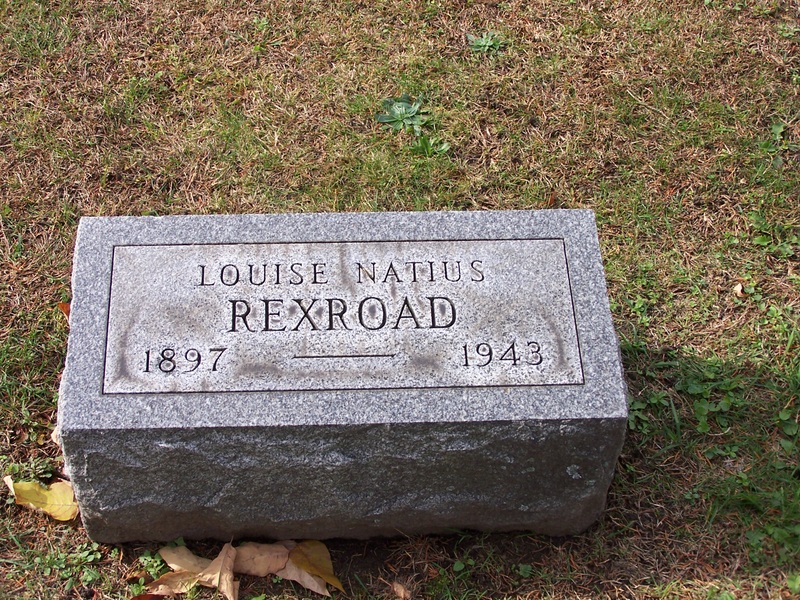 LOUISE NATIUS
REXROAD
1897 — 1943